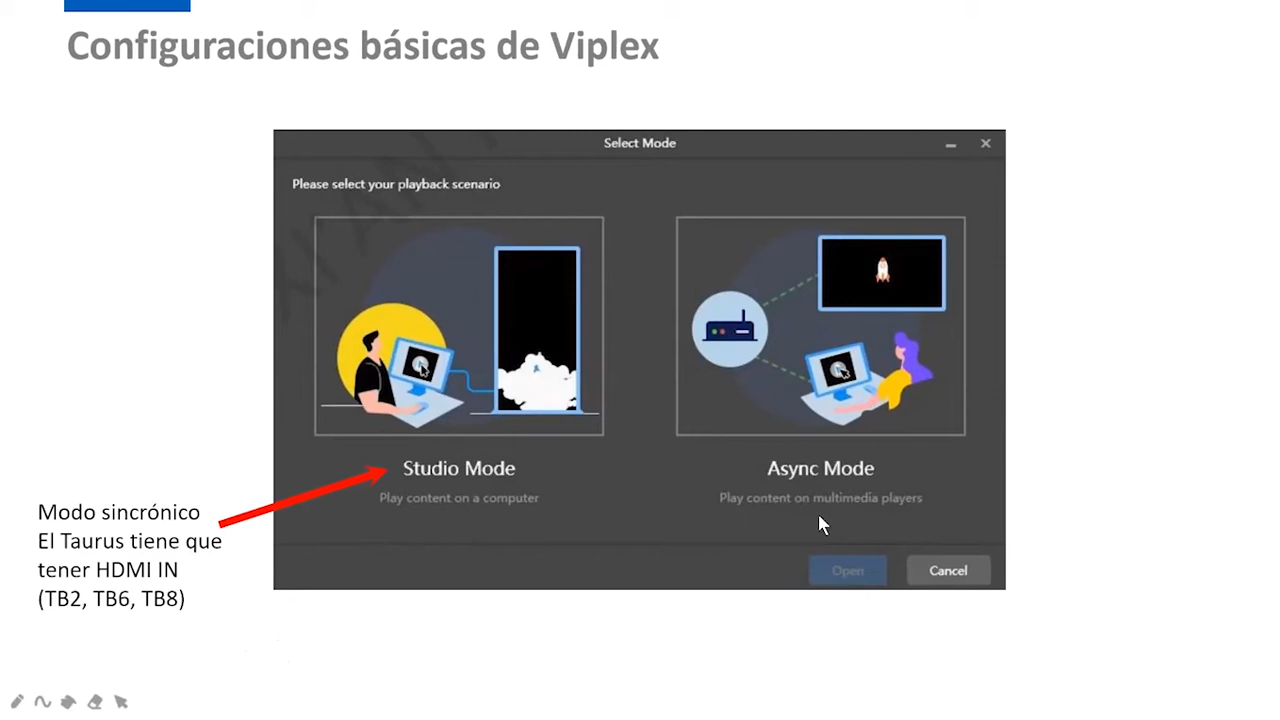 Configuraciones básicas de Viplex
Select Mode
Please select your playback scenario
Studio Mode
Async Mode
Play content on a computer
Play content on multimedia players
Modo sincrónico
El Taurus tiene que
tener HDMI IN
(TB2, TB6, TB8)
Open
Cancel